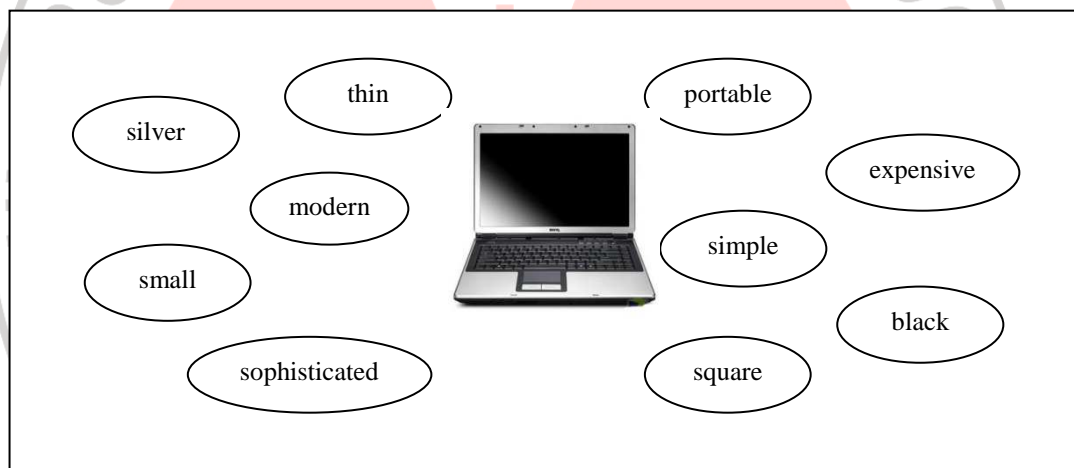 thin
portable
silver
expensive
modern
simple
small
black
sophisticated
square